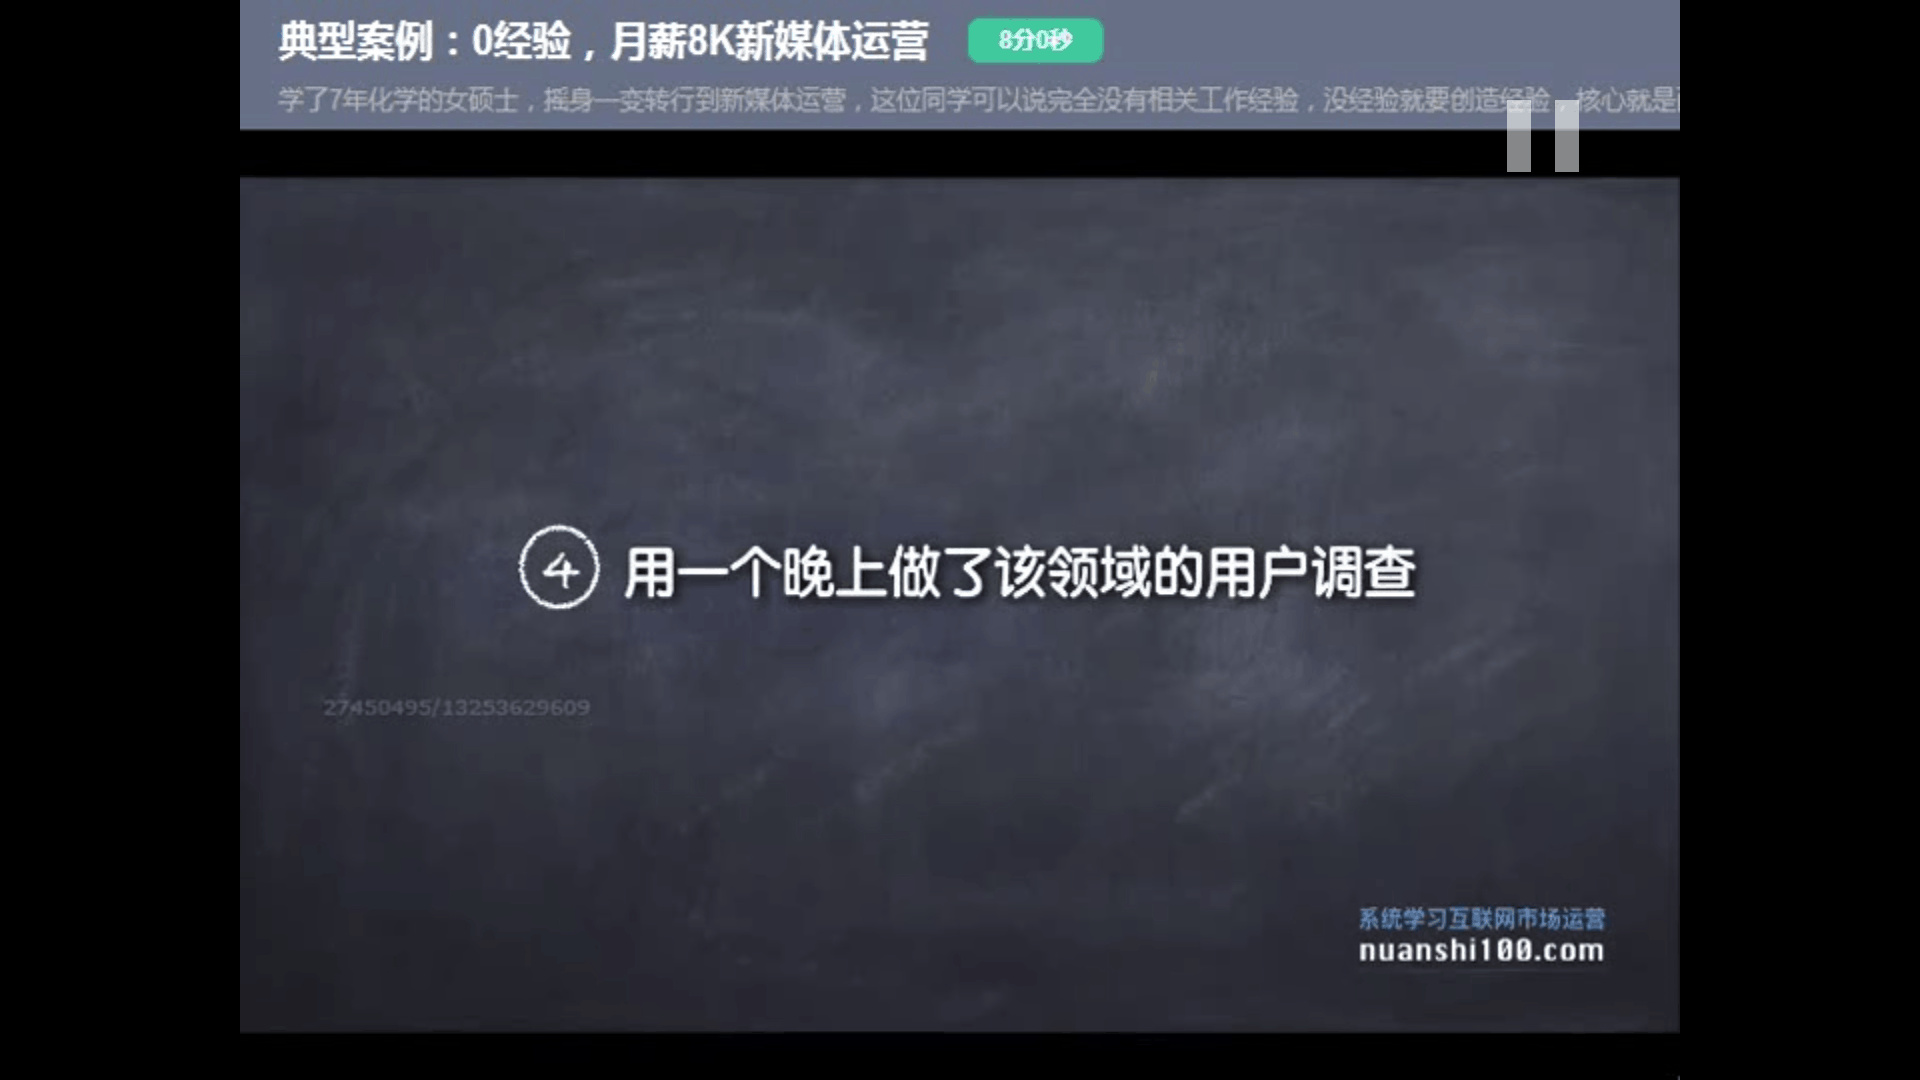 典型案例：0经验，月薪8K新媒体运营
8分0秒
学了7年化学的女硕士，摇身一变转行到新媒体运营，这位同学可以说完全没有相关工作经验，没经验就要创造经验，核心就是
④ 用一个晚上做了该领域的用户调查
27450495/13253629609
系统学习互联网市场运营
nuanshi100.com